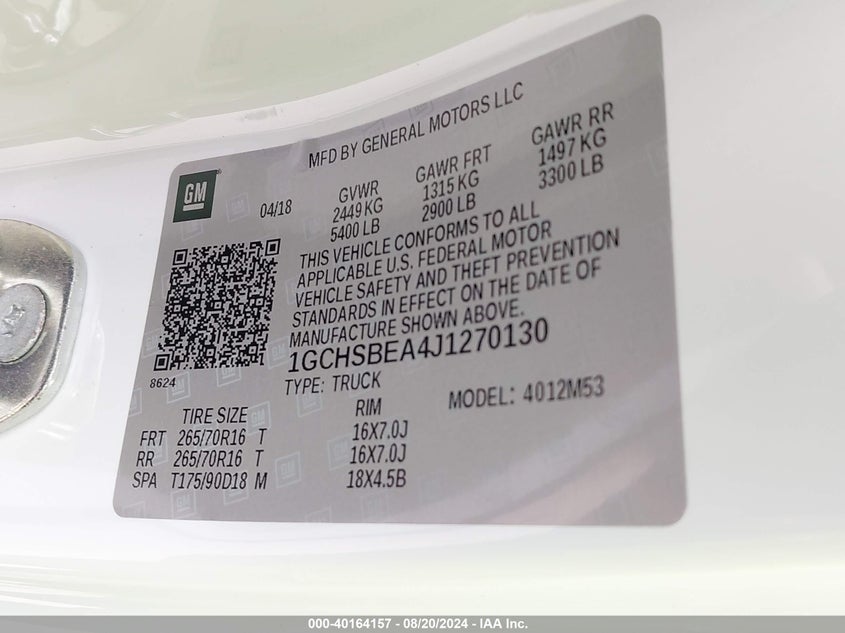 MFD BY GENERAL MOTORS LLC
GM
04/18
GVWR
2449 KG
5400 LB
GAWR FRT
1315 KG
2900 LB
GAWR RR
1497 KG
3300 LB
THIS VEHICLE CONFORMS TO ALL
APPLICABLE U.S. FEDERAL MOTOR
VEHICLE SAFETY AND THEFT PREVENTION
STANDARDS IN EFFECT ON THE DATE OF
MANUFACTURE SHOWN ABOVE.
1GCHSBEA4J1270130
8624
TYPE: TRUCK
MODEL: 4012M53
TIRE SIZE RIM
FRT 265/70R16 T 16X7.0J
RR 265/70R16 T 16X7.0J
SPA T175/90D18 M 18X4.5B
000-40164157 - 08/20/2024 - IAA Inc.